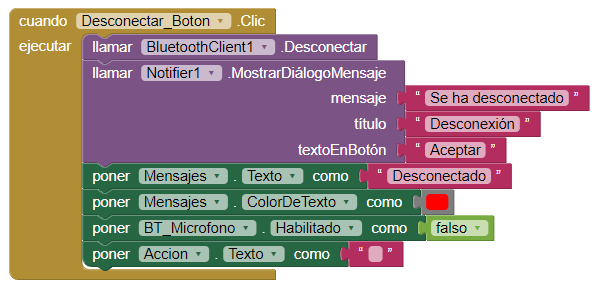 cuando Desconectar_Boton .Clic
ejecutar llamar BluetoothClient1 .Desconectar
llamar Notifier1 .MostrarDiálogoMensaje
mensaje “ Se ha desconectado ”
título “ Desconexión ”
textoEnBotón “ Aceptar ”
poner Mensajes . Texto como “ Desconectado ”
poner Mensajes . ColorDeTexto como
poner BT_Microfono . Habilitado como falso
poner Accion . Texto como “ ”